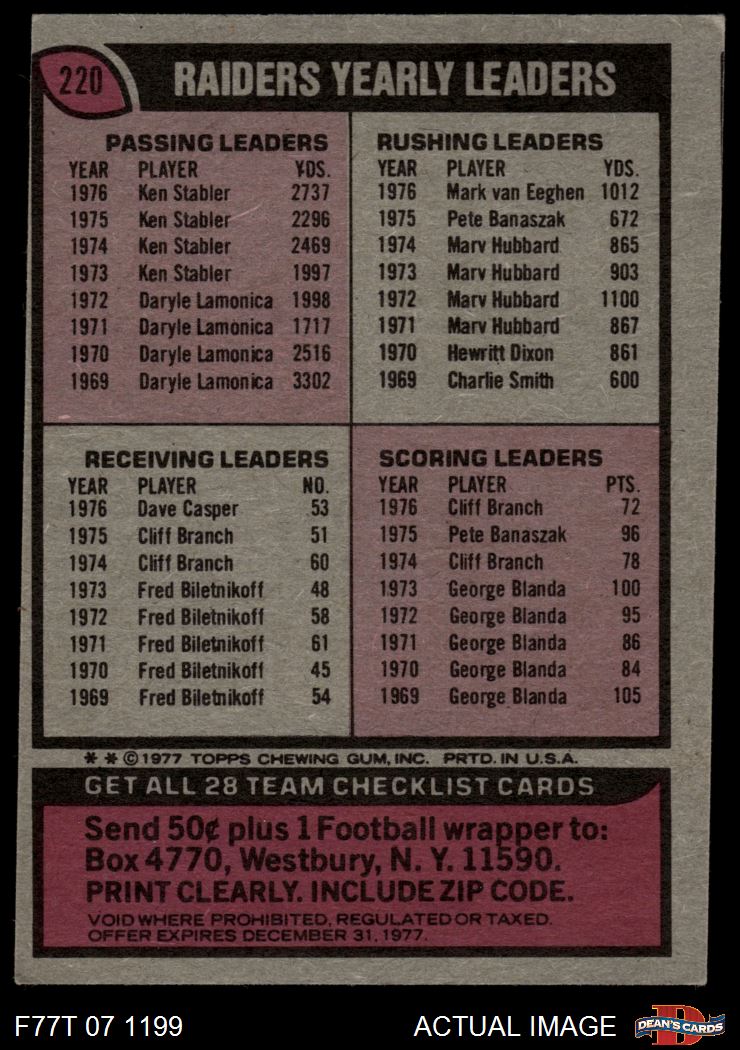 220
RAIDERS YEARLY LEADERS
PASSING LEADERS
YEAR PLAYER YDS.
1976 Ken Stabler 2737
1975 Ken Stabler 2296
1974 Ken Stabler 2469
1973 Ken Stabler 1997
1972 Daryle Lamonica 1998
1971 Daryle Lamonica 1717
1970 Daryle Lamonica 2516
1969 Daryle Lamonica 3302
RUSHING LEADERS
YEAR PLAYER YDS.
1976 Mark van Eeghen 1012
1975 Pete Banaszak 672
1974 Marv Hubbard 865
1973 Marv Hubbard 903
1972 Marv Hubbard 1100
1971 Marv Hubbard 867
1970 Hewritt Dixon 861
1969 Charlie Smith 600
RECEIVING LEADERS
YEAR PLAYER NO.
1976 Dave Casper 53
1975 Cliff Branch 51
1974 Cliff Branch 60
1973 Fred Biletnikoff 48
1972 Fred Biletnikoff 58
1971 Fred Biletnikoff 61
1970 Fred Biletnikoff 45
1969 Fred Biletnikoff 54
SCORING LEADERS
YEAR PLAYER PTS.
1976 Cliff Branch 72
1975 Pete Banaszak 96
1974 Cliff Branch 78
1973 George Blanda 100
1972 George Blanda 95
1971 George Blanda 86
1970 George Blanda 84
1969 George Blanda 105
* * ©1977 TOPPS CHEWING GUM, INC. PRTD. IN U.S.A.
GET ALL 28 TEAM CHECKLIST CARDS
Send 50¢ plus 1 Football wrapper to:
Box 4770, Westbury, N. Y. 11590.
PRINT CLEARLY. INCLUDE ZIP CODE.
VOID WHERE PROHIBITED, REGULATED OR TAXED.
OFFER EXPIRES DECEMBER 31, 1977.
F77T 07 1199 ACTUAL IMAGE
D
DEAN'S CARDS